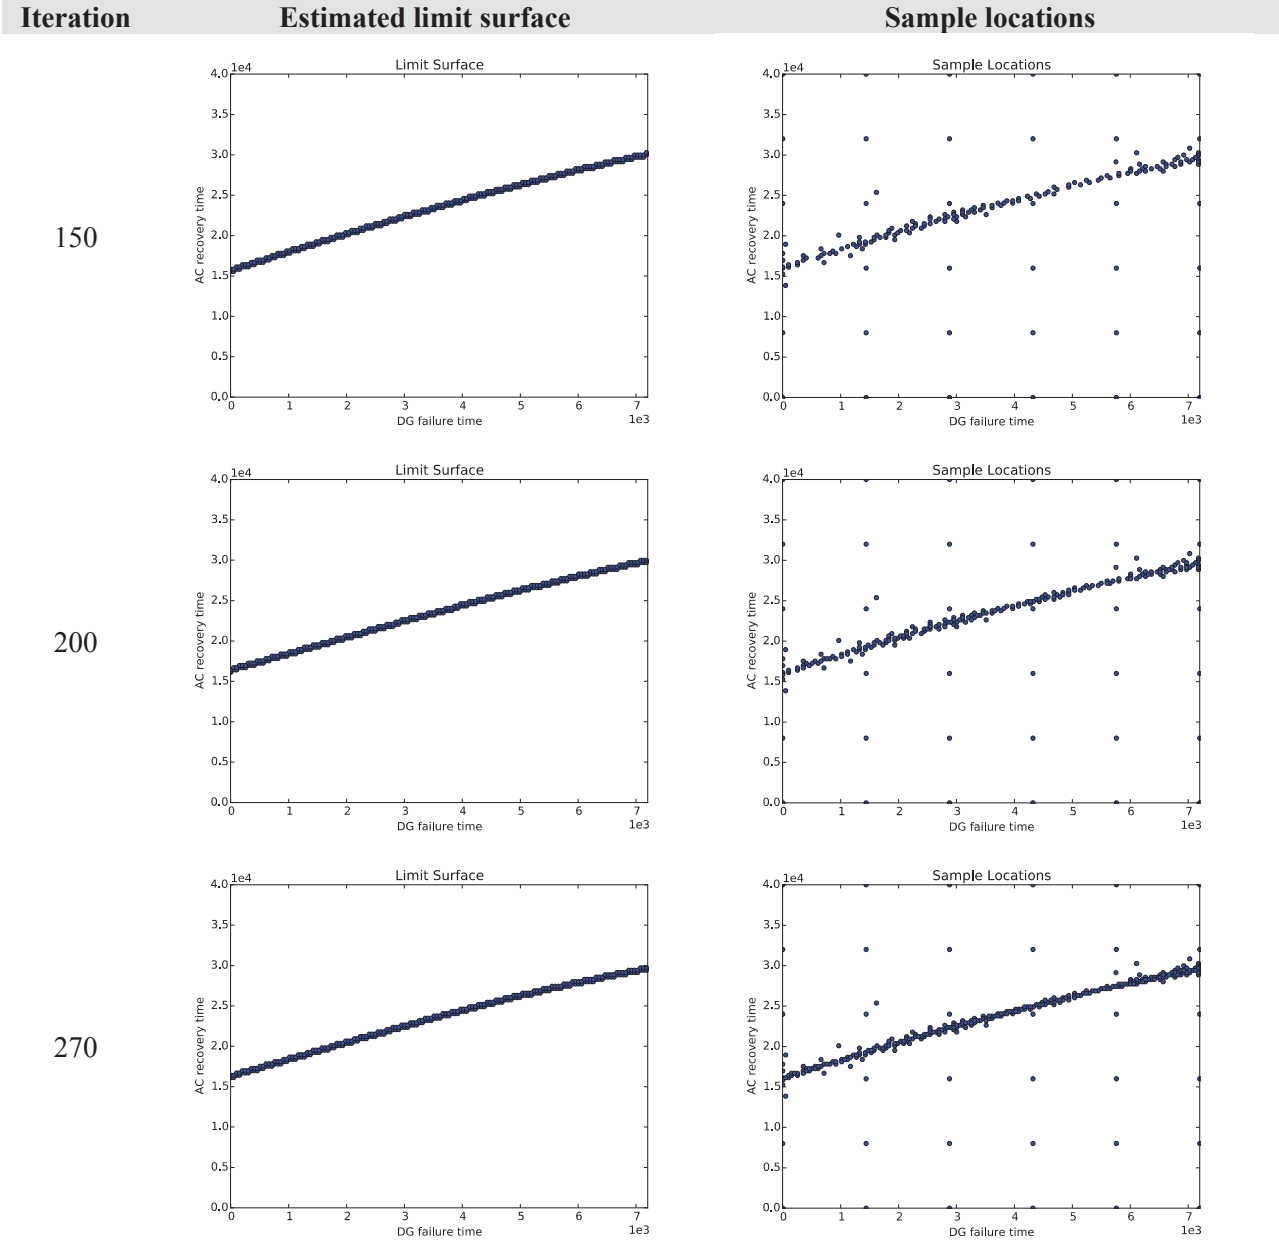 Iteration Estimated limit surface Sample locations
Limit Surface Sample Locations
1e4 1e4
4.0 4.0
3.5 3.5
3.0 3.0
2.5 2.5
2.0 2.0
1.5 1.5
1.0 1.0
0.5 0.5
0.0 0.0
AC recovery time AC recovery time
150
0 1 2 3 4 5 6 7 0 1 2 3 4 5 6 7
DG failure time 1e3 DG failure time 1e3
Limit Surface Sample Locations
1e4 1e4
4.0 4.0
3.5 3.5
3.0 3.0
2.5 2.5
2.0 2.0
1.5 1.5
1.0 1.0
0.5 0.5
0.0 0.0
AC recovery time AC recovery time
200
0 1 2 3 4 5 6 7 0 1 2 3 4 5 6 7
DG failure time 1e3 DG failure time 1e3
Limit Surface Sample Locations
1e4 1e4
4.0 4.0
3.5 3.5
3.0 3.0
2.5 2.5
2.0 2.0
1.5 1.5
1.0 1.0
0.5 0.5
0.0 0.0
AC recovery time AC recovery time
270
0 1 2 3 4 5 6 7 0 1 2 3 4 5 6 7
DG failure time 1e3 DG failure time 1e3